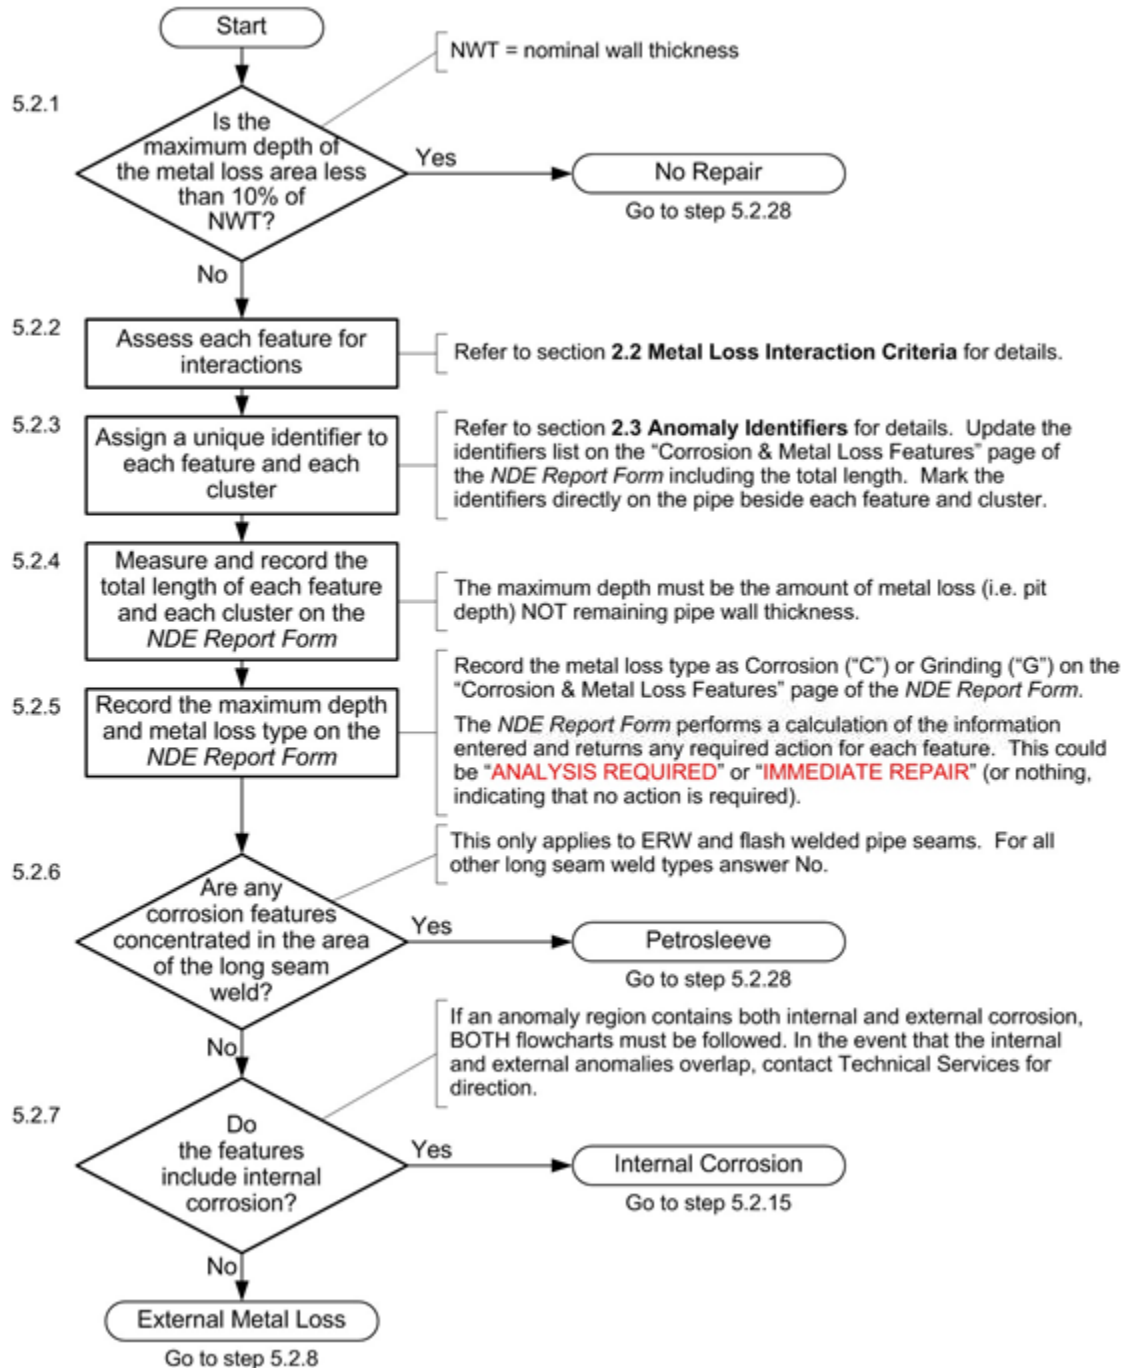 Start
NWT = nominal wall thickness
5.2.1
Is the
maximum depth of
the metal loss area less
than 10% of
NWT?
Yes
No Repair
Go to step 5.2.28
No
5.2.2
Assess each feature for
interactions
Refer to section 2.2 Metal Loss Interaction Criteria for details.
5.2.3
Assign a unique identifier to
each feature and each
cluster
Refer to section 2.3 Anomaly Identifiers for details. Update the
identifiers list on the “Corrosion & Metal Loss Features” page of
the NDE Report Form including the total length. Mark the
identifiers directly on the pipe beside each feature and cluster.
5.2.4
Measure and record the
total length of each feature
and each cluster on the
NDE Report Form
The maximum depth must be the amount of metal loss (i.e. pit
depth) NOT remaining pipe wall thickness.
5.2.5
Record the maximum depth
and metal loss type on the
NDE Report Form
Record the metal loss type as Corrosion (“C”) or Grinding (“G”) on the
“Corrosion & Metal Loss Features” page of the NDE Report Form.
The NDE Report Form performs a calculation of the information
entered and returns any required action for each feature. This could
be “ANALYSIS REQUIRED” or “IMMEDIATE REPAIR” (or nothing,
indicating that no action is required).
5.2.6
This only applies to ERW and flash welded pipe seams. For all
other long seam weld types answer No.
Are any
corrosion features
concentrated in the area
of the long seam
weld?
Yes
Petrosleeve
Go to step 5.2.28
No
5.2.7
If an anomaly region contains both internal and external corrosion,
BOTH flowcharts must be followed. In the event that the internal
and external anomalies overlap, contact Technical Services for
direction.
Do
the features
include internal
corrosion?
Yes
Internal Corrosion
Go to step 5.2.15
No
External Metal Loss
Go to step 5.2.8